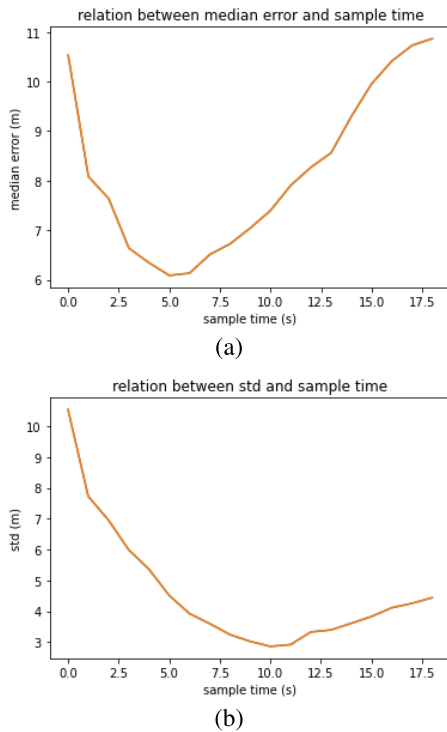 relation between median error and sample time
median error (m)
11
10
9
8
7
6
0.0 2.5 5.0 7.5 10.0 12.5 15.0 17.5
sample time (s)
(a)
relation between std and sample time
std (m)
10
9
8
7
6
5
4
3
0.0 2.5 5.0 7.5 10.0 12.5 15.0 17.5
sample time (s)
(b)